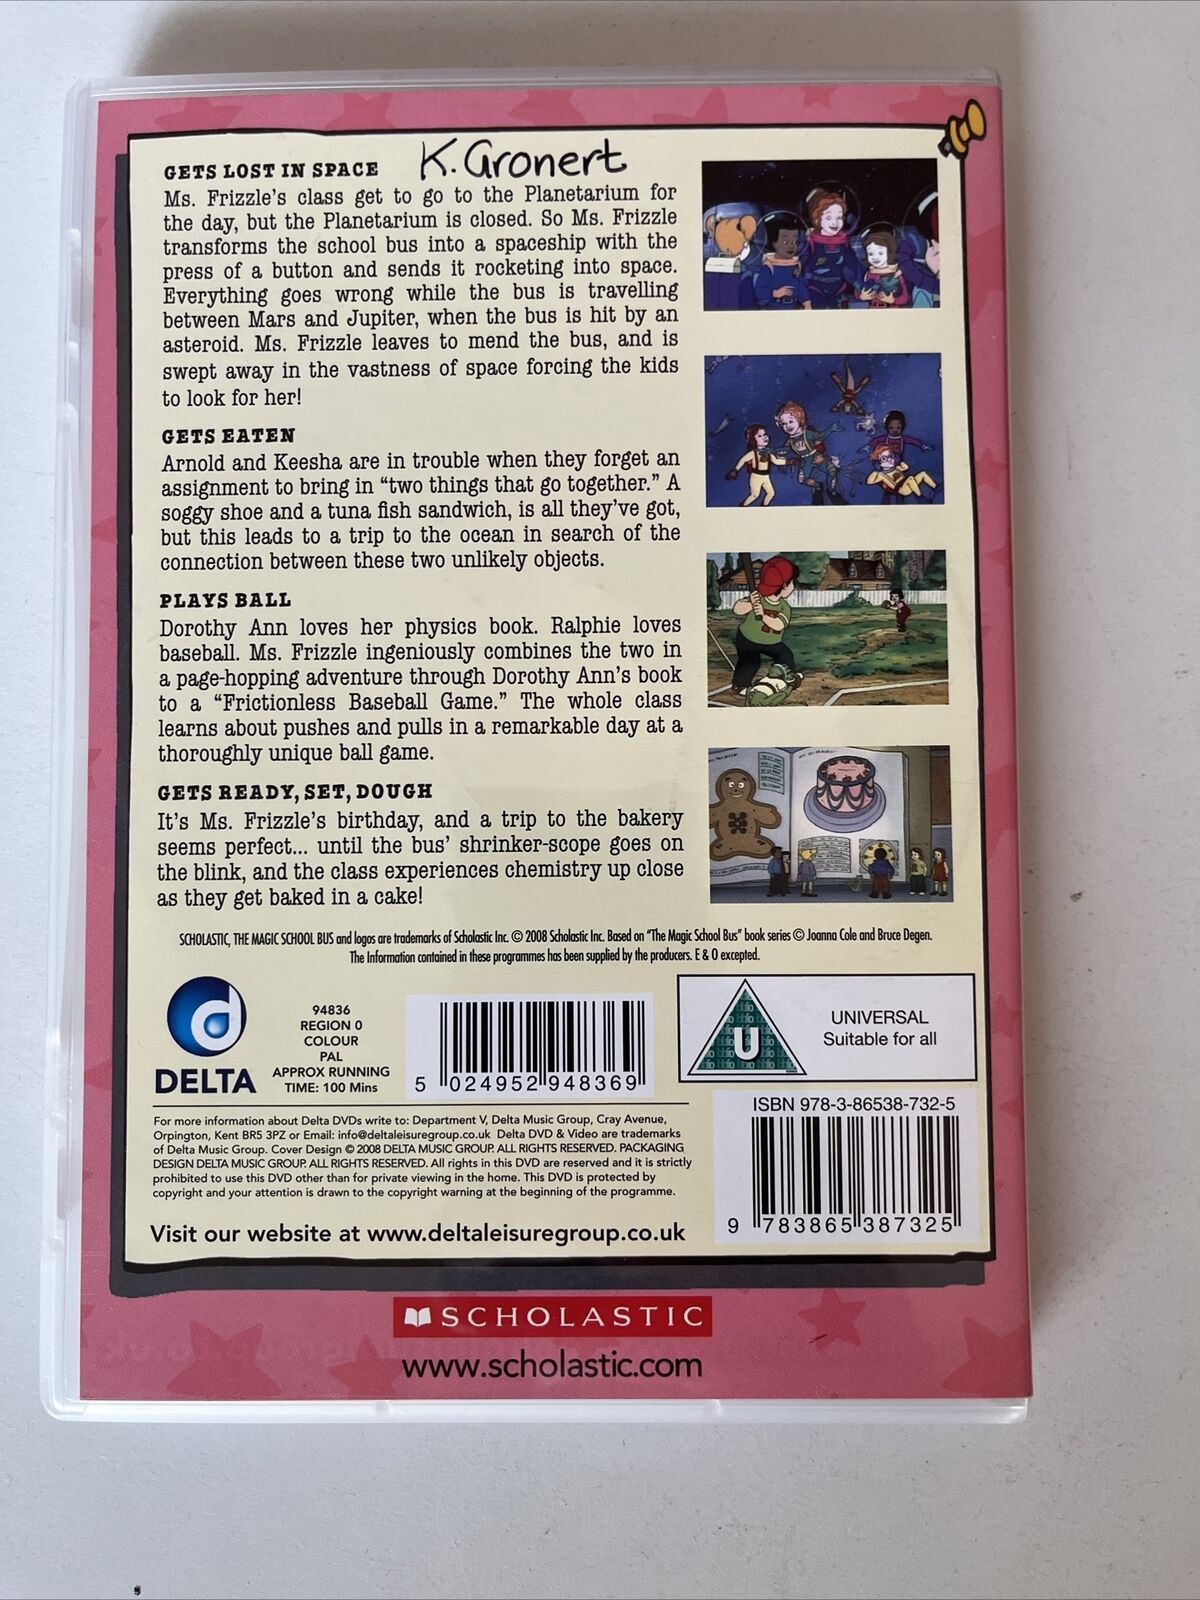 GETS LOST IN SPACE K. Gronert
Ms. Frizzle's class get to go to the Planetarium for
the day, but the Planetarium is closed. So Ms. Frizzle
transforms the school bus into a spaceship with the
press of a button and sends it rocketing into space.
Everything goes wrong while the bus is travelling
between Mars and Jupiter, when the bus is hit by an
asteroid. Ms. Frizzle leaves to mend the bus, and is
swept away in the vastness of space forcing the kids
to look for her!
GETS EATEN
Arnold and Keesha are in trouble when they forget an
assignment to bring in “two things that go together.” A
soggy shoe and a tuna fish sandwich, is all they've got,
but this leads to a trip to the ocean in search of the
connection between these two unlikely objects.
PLAYS BALL
Dorothy Ann loves her physics book. Ralphie loves
baseball. Ms. Frizzle ingeniously combines the two in
a page-hopping adventure through Dorothy Ann's book
to a “Frictionless Baseball Game.” The whole class
learns about pushes and pulls in a remarkable day at a
thoroughly unique ball game.
GETS READY, SET, DOUGH
It's Ms. Frizzle's birthday, and a trip to the bakery
seems perfect... until the bus' shrinker-scope goes on
the blink, and the class experiences chemistry up close
as they get baked in a cake!
SCHOLASTIC, THE MAGIC SCHOOL BUS and logos are trademarks of Scholastic Inc. © 2008 Scholastic Inc. Based on "The Magic School Bus" book series © Joanna Cole and Bruce Degen.
The Information contained in these programmes has been supplied by the producers. E & O excepted.
d
DELTA
94836
REGION 0
COLOUR
PAL
APPROX RUNNING
TIME: 100 Mins
5 024952 948369
U
UNIVERSAL
Suitable for all
For more information about Delta DVDs write to: Department V, Delta Music Group, Cray Avenue,
Orpington, Kent BR5 3PZ or Email: info@deltaleisuregroup.co.uk Delta DVD & Video are trademarks
of Delta Music Group. Cover Design © 2008 DELTA MUSIC GROUP. ALL RIGHTS RESERVED. PACKAGING
DESIGN DELTA MUSIC GROUP. ALL RIGHTS RESERVED. All rights in this DVD are reserved and it is strictly
prohibited to use this DVD other than for private viewing in the home. This DVD is protected by
copyright and your attention is drawn to the copyright warning at the beginning of the programme.
Visit our website at www.deltaleisuregroup.co.uk
ISBN 978-3-86538-732-5
9 783865 387325
SCHOLASTIC
www.scholastic.com